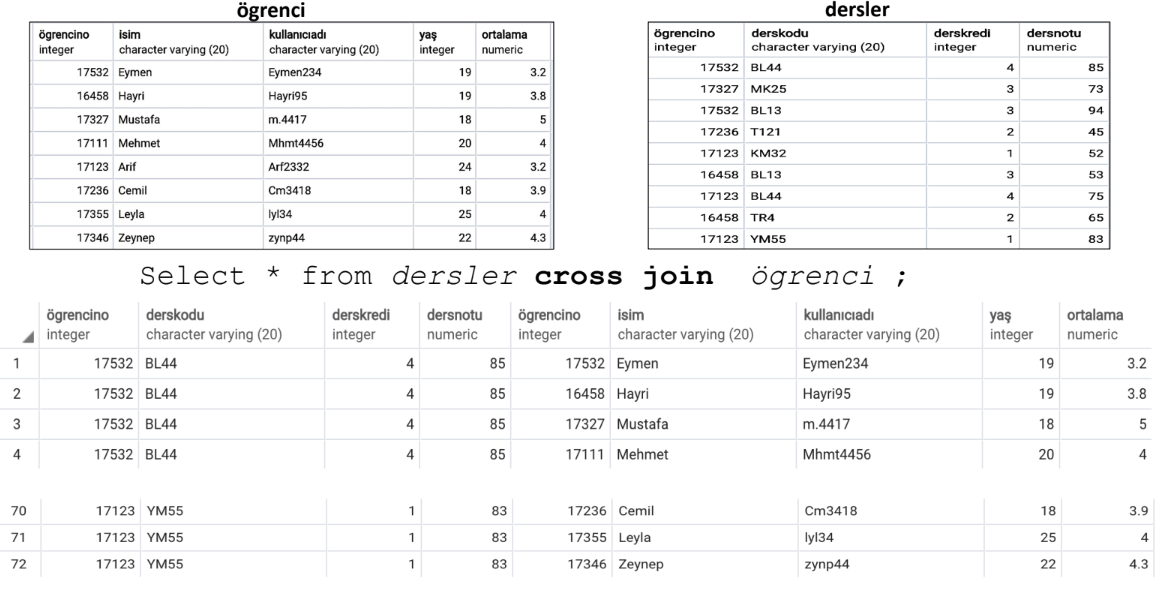 ögrenci
ögrencino isim kullanıcıadı yaş ortalama
integer character varying (20) character varying (20) integer numeric
17532 Eymen Eymen234 19 3.2
16458 Hayri Hayri95 19 3.8
17327 Mustafa m.4417 18 5
17111 Mehmet Mhmt4456 20 4
17123 Arif Arf2332 24 3.2
17236 Cemil Cm3418 18 3.9
17355 Leyla lyl34 25 4
17346 Zeynep zynp44 22 4.3
dersler
ögrencino derskodu derskredi dersnotu
integer character varying (20) integer numeric
17532 BL44 4 85
17327 MK25 3 73
17532 BL13 3 94
17236 T121 2 45
17123 KM32 1 52
16458 BL13 3 53
17123 BL44 4 75
16458 TR4 2 65
17123 YM55 1 83
Select * from dersler cross join ögrenci ;
ögrencino derskodu derskredi dersnotu ögrencino isim kullanıcıadı yaş ortalama
integer character varying (20) integer numeric integer character varying (20) character varying (20) integer numeric
1 17532 BL44 4 85 17532 Eymen Eymen234 19 3.2
2 17532 BL44 4 85 16458 Hayri Hayri95 19 3.8
3 17532 BL44 4 85 17327 Mustafa m.4417 18 5
4 17532 BL44 4 85 17111 Mehmet Mhmt4456 20 4
70 17123 YM55 1 83 17236 Cemil Cm3418 18 3.9
71 17123 YM55 1 83 17355 Leyla lyl34 25 4
72 17123 YM55 1 83 17346 Zeynep zynp44 22 4.3